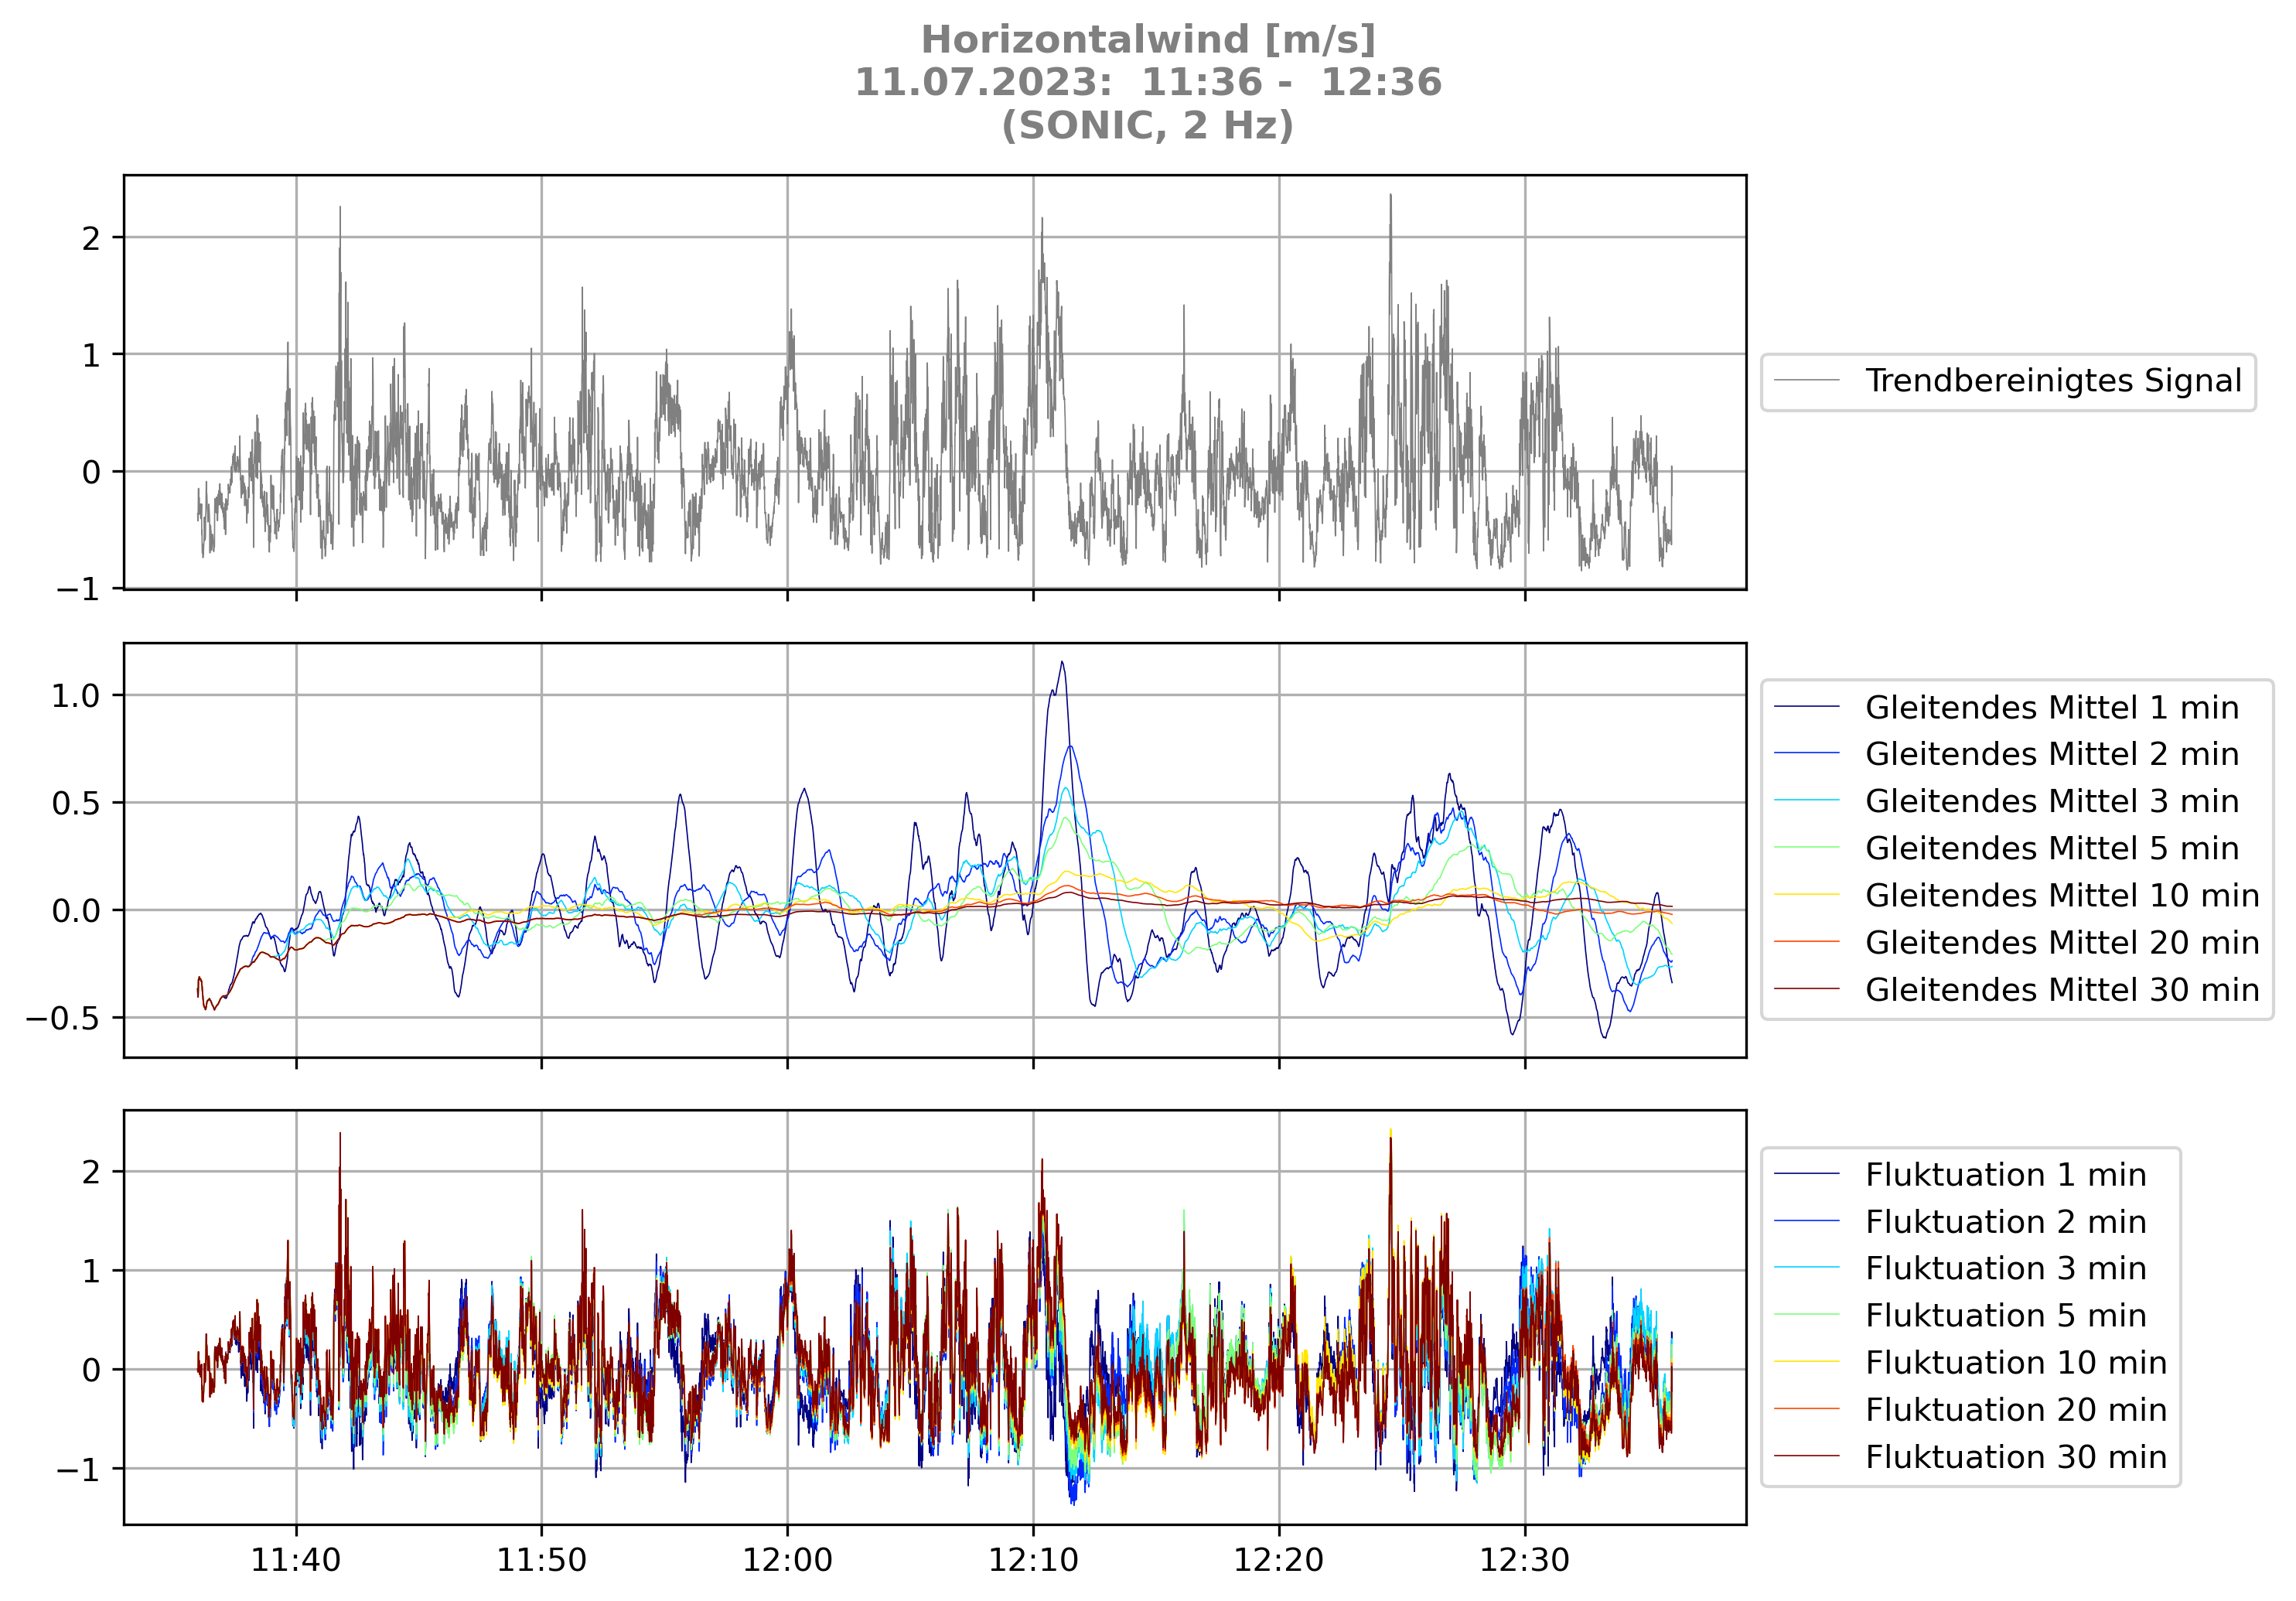 Horizontalwind [m/s]
11.07.2023:  11:36 -  12:36
(SONIC, 2 Hz)
2
1
0
−1
Trendbereinigtes Signal
1.0
0.5
0.0
−0.5
Gleitendes Mittel 1 min
Gleitendes Mittel 2 min
Gleitendes Mittel 3 min
Gleitendes Mittel 5 min
Gleitendes Mittel 10 min
Gleitendes Mittel 20 min
Gleitendes Mittel 30 min
2
1
0
−1
Fluktuation 1 min
Fluktuation 2 min
Fluktuation 3 min
Fluktuation 5 min
Fluktuation 10 min
Fluktuation 20 min
Fluktuation 30 min
11:40 11:50 12:00 12:10 12:20 12:30